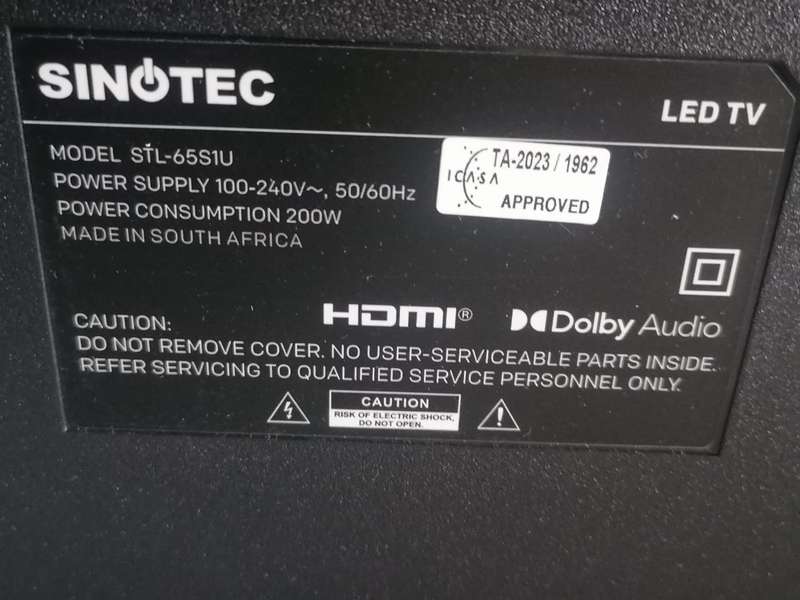 SINOTEC
LED TV
MODEL STL-65S1U
POWER SUPPLY 100-240V~, 50/60Hz
POWER CONSUMPTION 200W
MADE IN SOUTH AFRICA
TA-2023 / 1962
ICASA
APPROVED
HDMI®
Dolby Audio
CAUTION:
DO NOT REMOVE COVER. NO USER-SERVICEABLE PARTS INSIDE.
REFER SERVICING TO QUALIFIED SERVICE PERSONNEL ONLY.
CAUTION
RISK OF ELECTRIC SHOCK,
DO NOT OPEN.